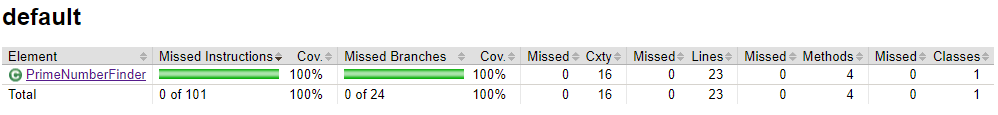 default
Element Missed Instructions Cov. Missed Branches Cov. Missed Cxty Missed Lines Missed Methods Missed Classes
C PrimeNumberFinder 100% 100% 0 16 0 23 0 4 0 1
Total 0 of 101 100% 0 of 24 100% 0 16 0 23 0 4 0 1